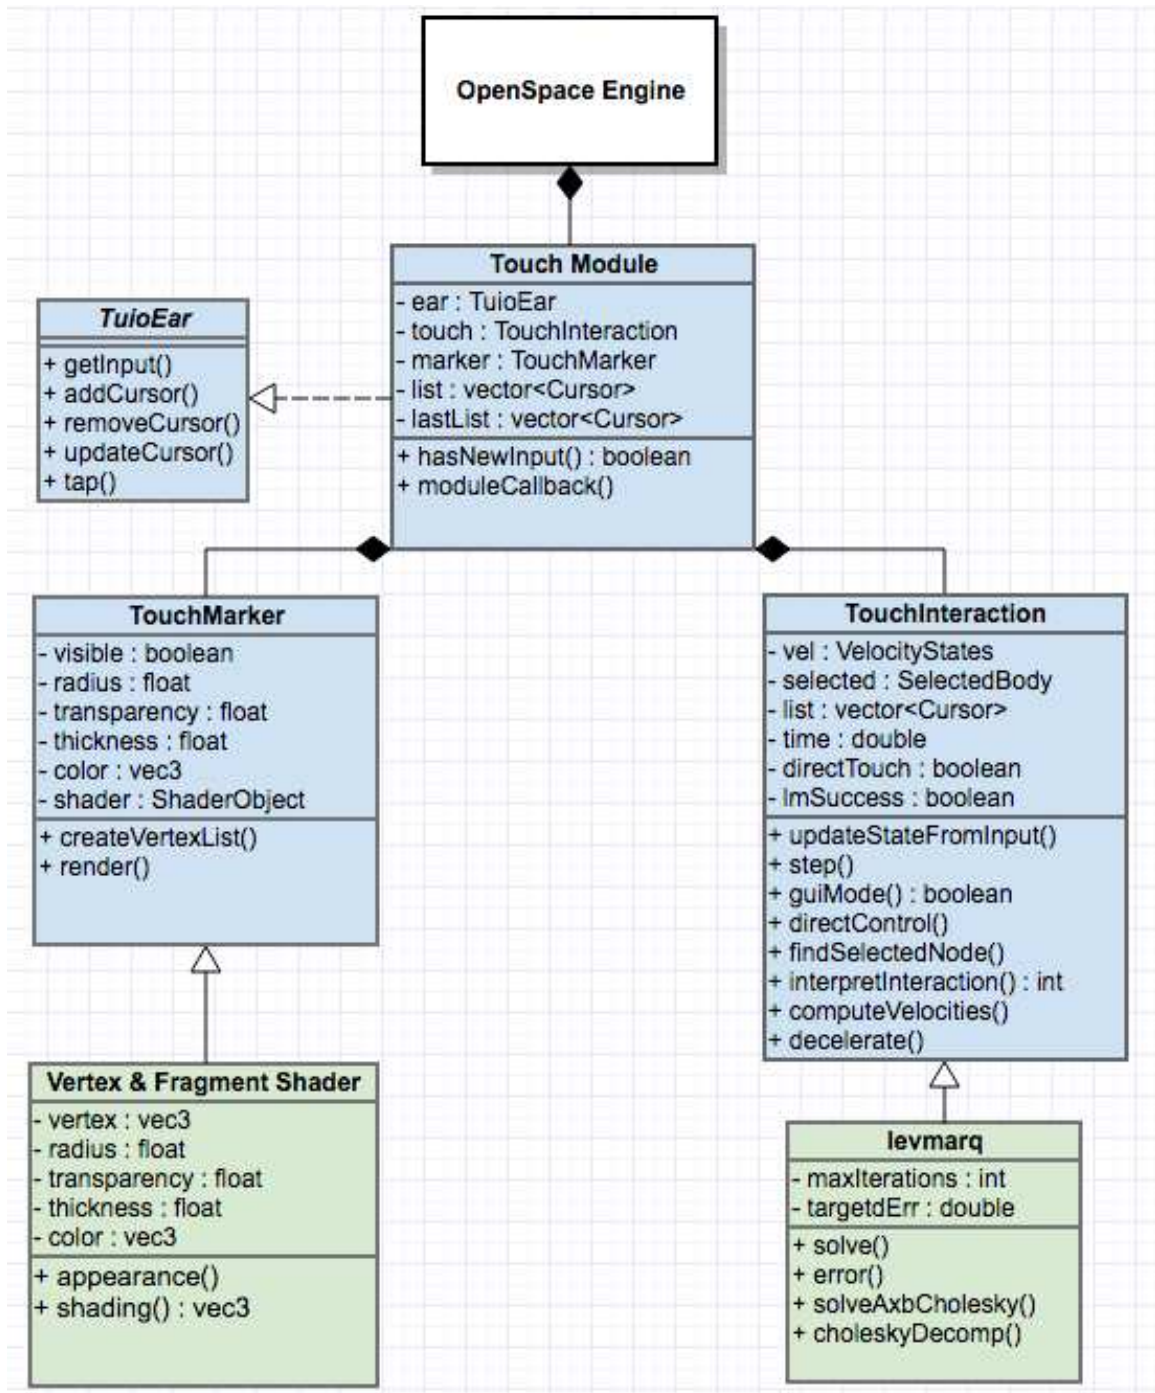 OpenSpace Engine
Touch Module
- ear : TuioEar
- touch : TouchInteraction
- marker : TouchMarker
- list : vector<Cursor>
- lastList : vector<Cursor>
+ hasNewInput() : boolean
+ moduleCallback()
TuioEar
+ getInput()
+ addCursor()
+ removeCursor()
+ updateCursor()
+ tap()
TouchMarker
- visible : boolean
- radius : float
- transparency : float
- thickness : float
- color : vec3
- shader : ShaderObject
+ createVertexList()
+ render()
TouchInteraction
- vel : VelocityStates
- selected : SelectedBody
- list : vector<Cursor>
- time : double
- directTouch : boolean
- lmSuccess : boolean
+ updateStateFromInput()
+ step()
+ guiMode() : boolean
+ directControl()
+ findSelectedNode()
+ interpretInteraction() : int
+ computeVelocities()
+ decelerate()
Vertex & Fragment Shader
- vertex : vec3
- radius : float
- transparency : float
- thickness : float
- color : vec3
+ appearance()
+ shading() : vec3
levmarq
- maxIterations : int
- targetdErr : double
+ solve()
+ error()
+ solveAxbCholesky()
+ choleskyDecomp()